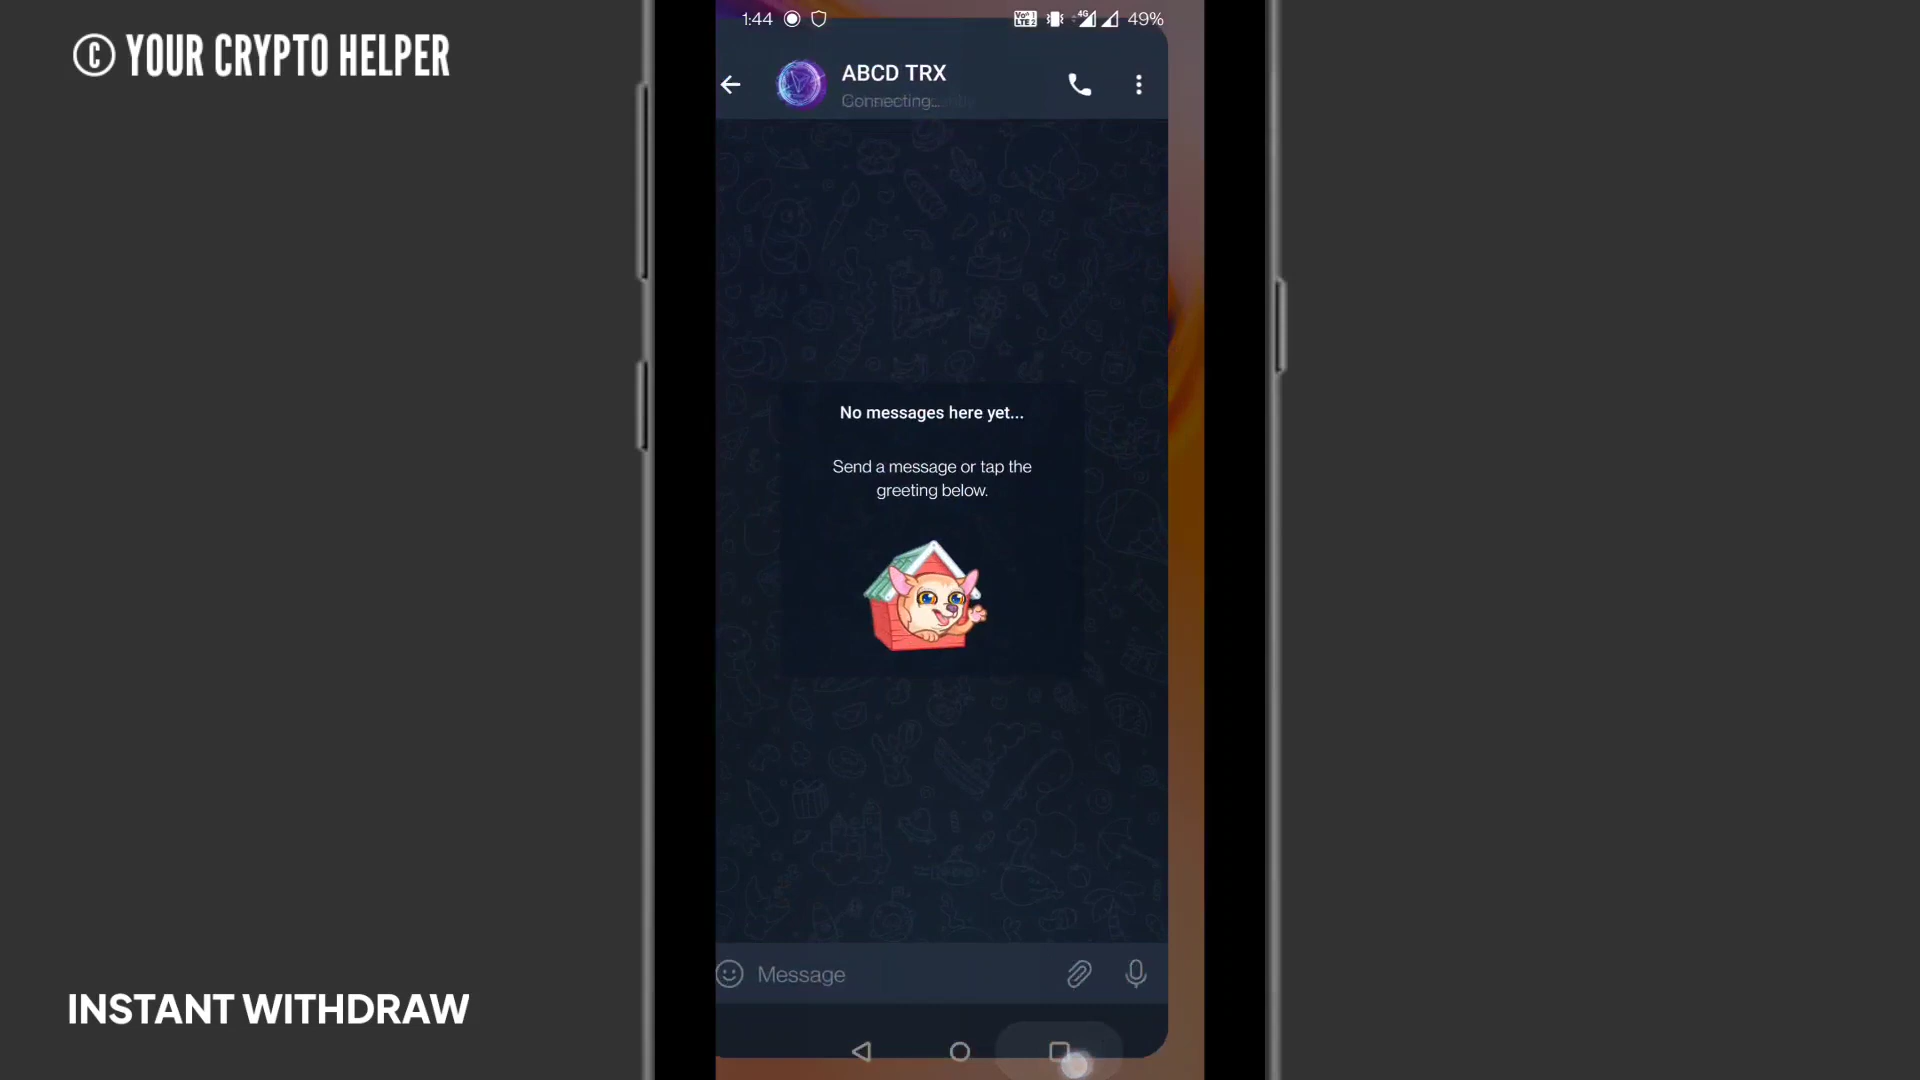 © YOUR CRYPTO HELPER
1:44
4G
49%
ABCD TRX
Connecting...
No messages here yet...
Send a message or tap the
greeting below.
Message
INSTANT WITHDRAW